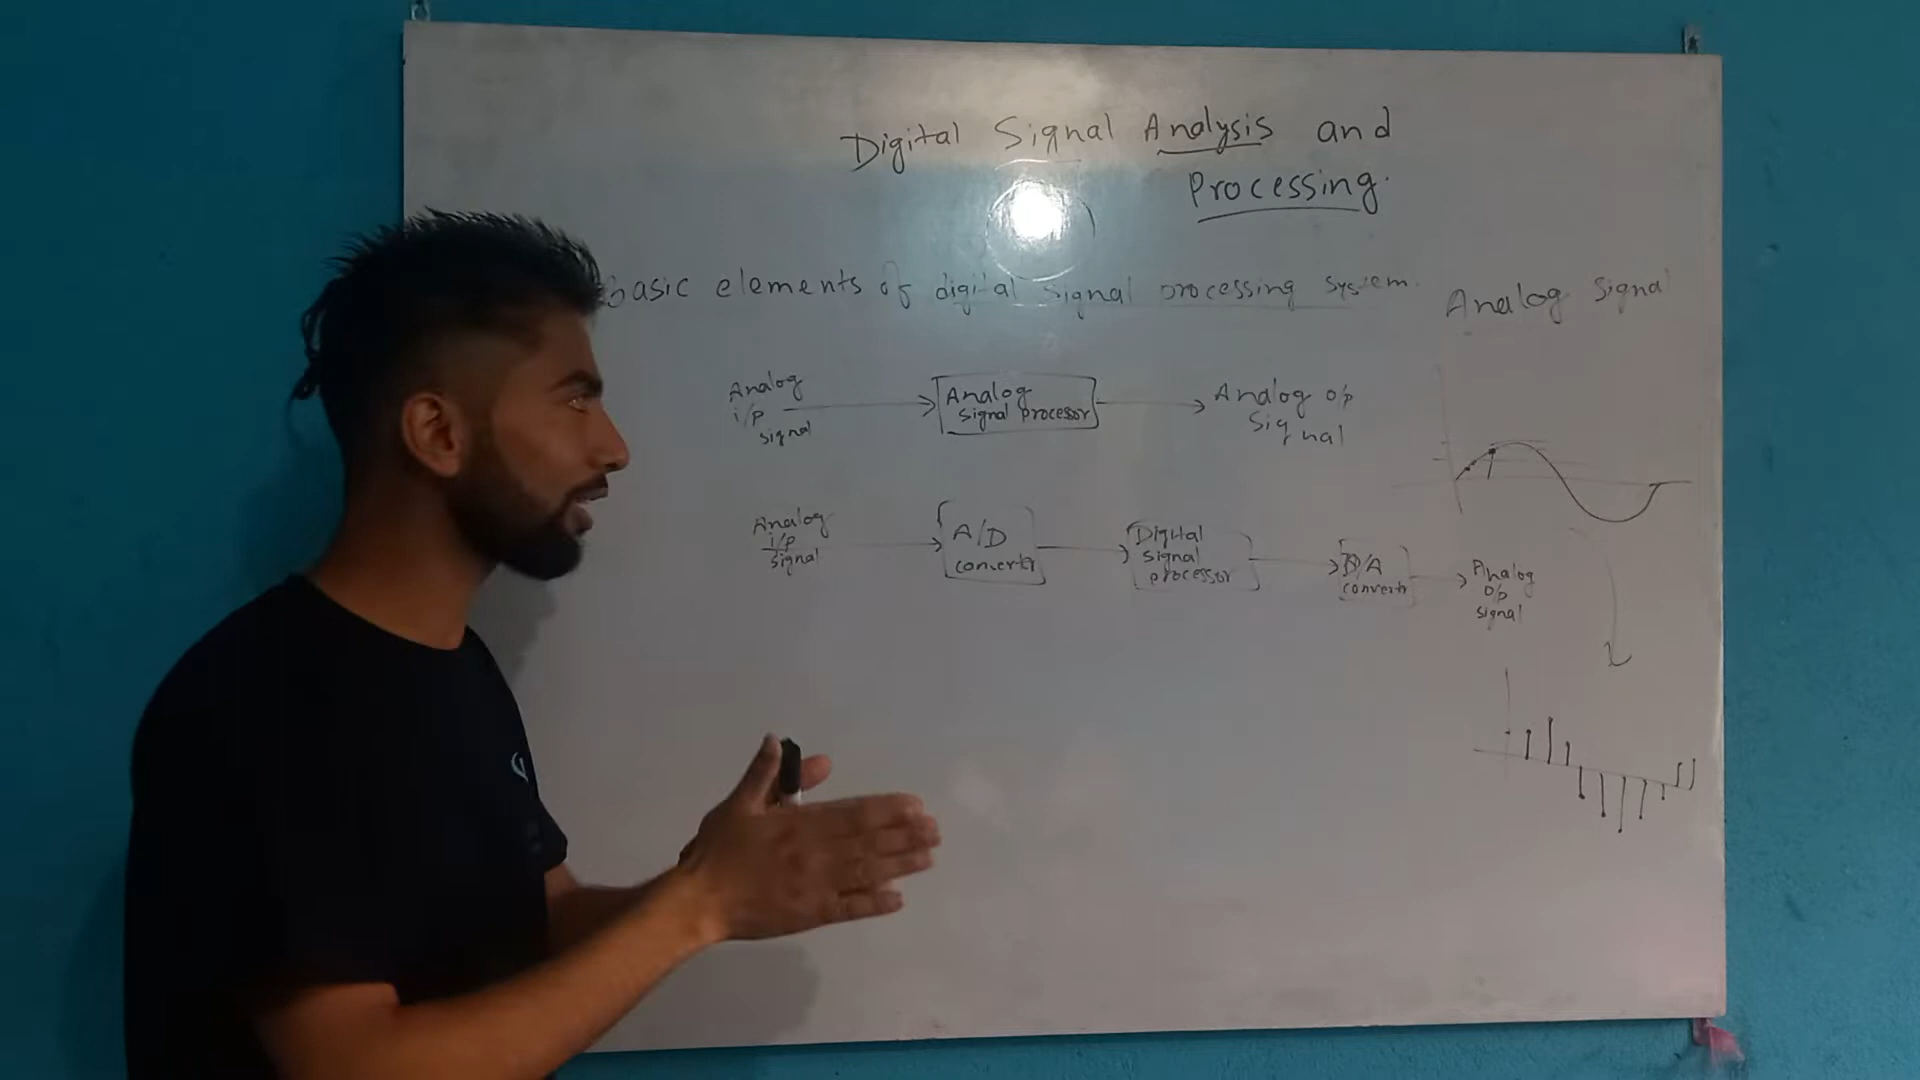 Digital Signal Analysis and
Processing.
Basic elements of digital signal processing system.
Analog Signal
Analog
i/p
signal
Analog
signal processor
Analog o/p
Signal
Analog
i/p
signal
A/D
converter
Digital
signal
processor
D/A
convertr
Analog
o/p
signal